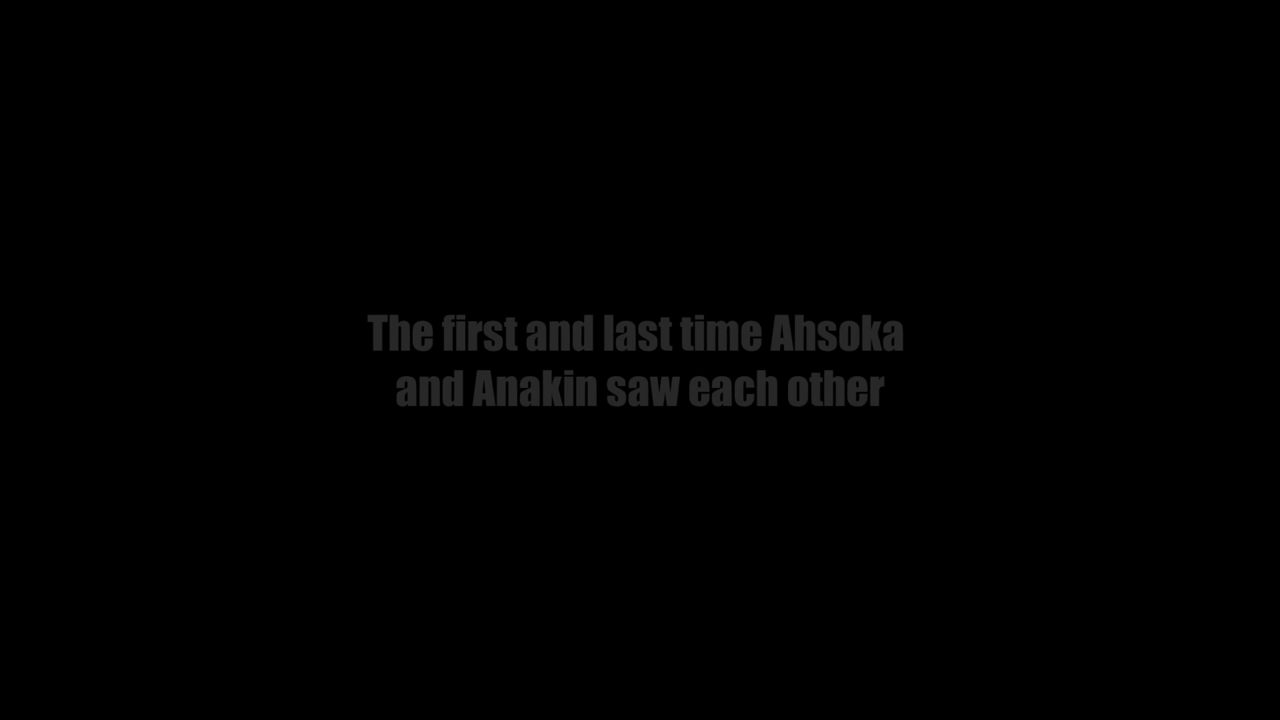 The first and last time Ahsoka
and Anakin saw each other